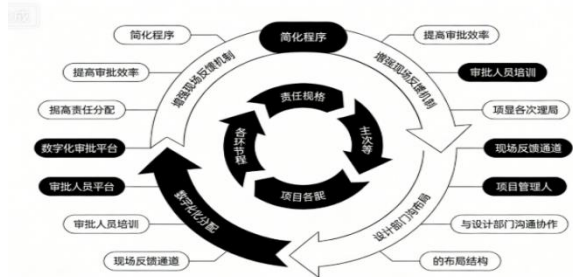 简化程序
简化程序
提高审批效率
提高审批效率
增强现场反馈机制
增强现场反馈机制
审批人员培训
掘高责任分配
责任规格
项显各次理局
数字化审批平台
各环节程
主次等
现场反馈通道
审批人员平台
项目各
项目管理人
审批人员培训
数字化化分配
设计部门沟布局
与设计部门沟通协作
现场反馈通道
的布局结构